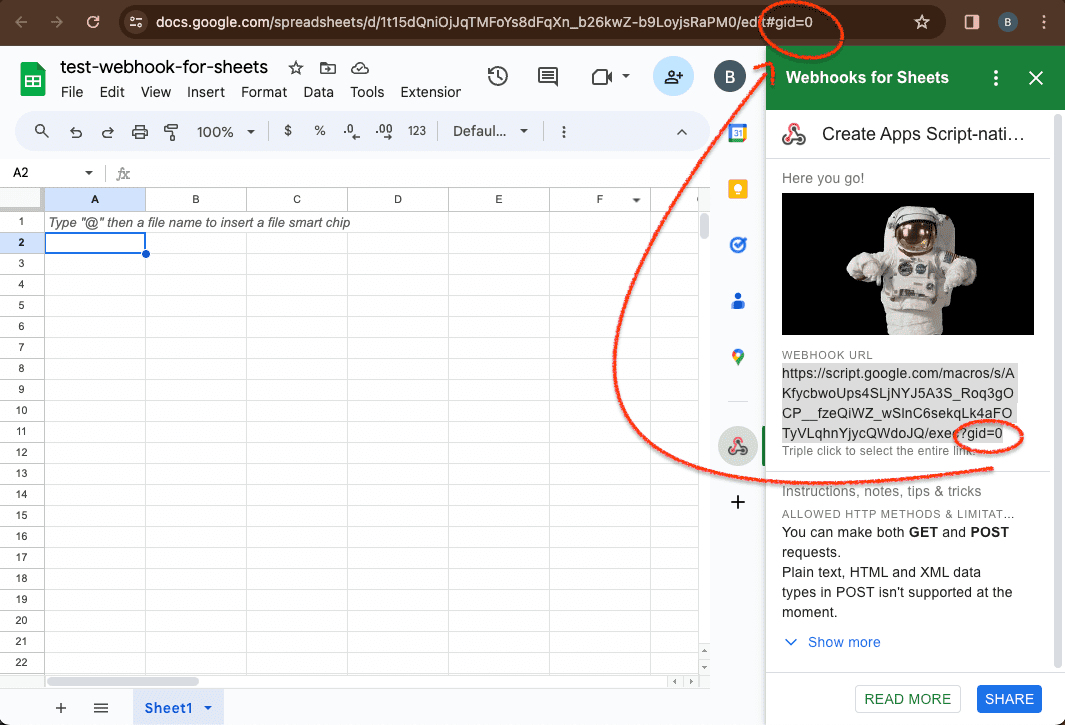 docs.google.com/spreadsheets/d/1t15dQniOjJqTMFoYs8dFqXn_b26kwZ-b9LoyjsRaPM0/edit#gid=0
B
test-webhook-for-sheets
File Edit View Insert Format Data Tools Extension
B
Webhooks for Sheets
100% $ % .0 .00 123 Defaul...
31
Create Apps Script-nati...
A2 fx
Here you go!
A B C D E F
1 Type "@" then a file name to insert a file smart chip
2
3
4
5
6
7
8
9
10
11
12
13
14
15
16
17
18
19
20
21
22
WEBHOOK URL
https://script.google.com/macros/s/A
KfycbwoUps4SLjNYJ5A3S_Roq3gO
CP__fzeQiWZ_wSlnC6sekqLk4aFO
TyVLqhnYjycQWdoJQ/exec?gid=0
Triple click to select the entire link.
Instructions, notes, tips & tricks
ALLOWED HTTP METHODS & LIMITAT...
You can make both GET and POST
requests.
Plain text, HTML and XML data
types in POST isn't supported at the
moment.
Show more
Sheet1
READ MORE
SHARE